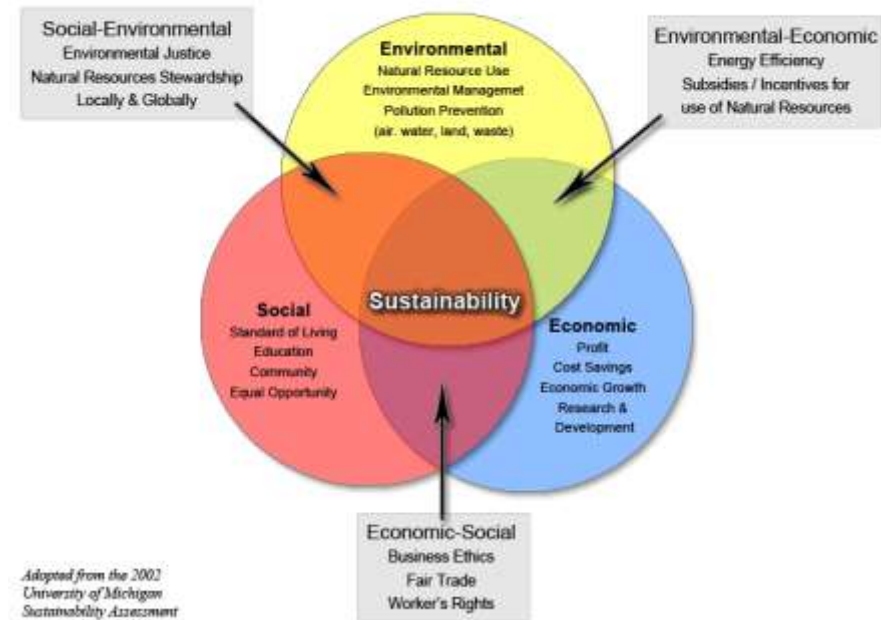 Social-Environmental
Environmental Justice
Natural Resources Stewardship
Locally & Globally
Environmental
Natural Resource Use
Environmental Managemet
Pollution Prevention
(air. water, land, waste)
Environmental-Economic
Energy Efficiency
Subsidies / Incentives for
use of Natural Resources
Sustainability
Social
Standard of Living
Education
Community
Equal Opportunity
Economic
Profit
Cost Savings
Economic Growth
Research &
Development
Economic-Social
Business Ethics
Fair Trade
Worker's Rights
Adopted from the 2002
University of Michigan
Sustainability Assessment